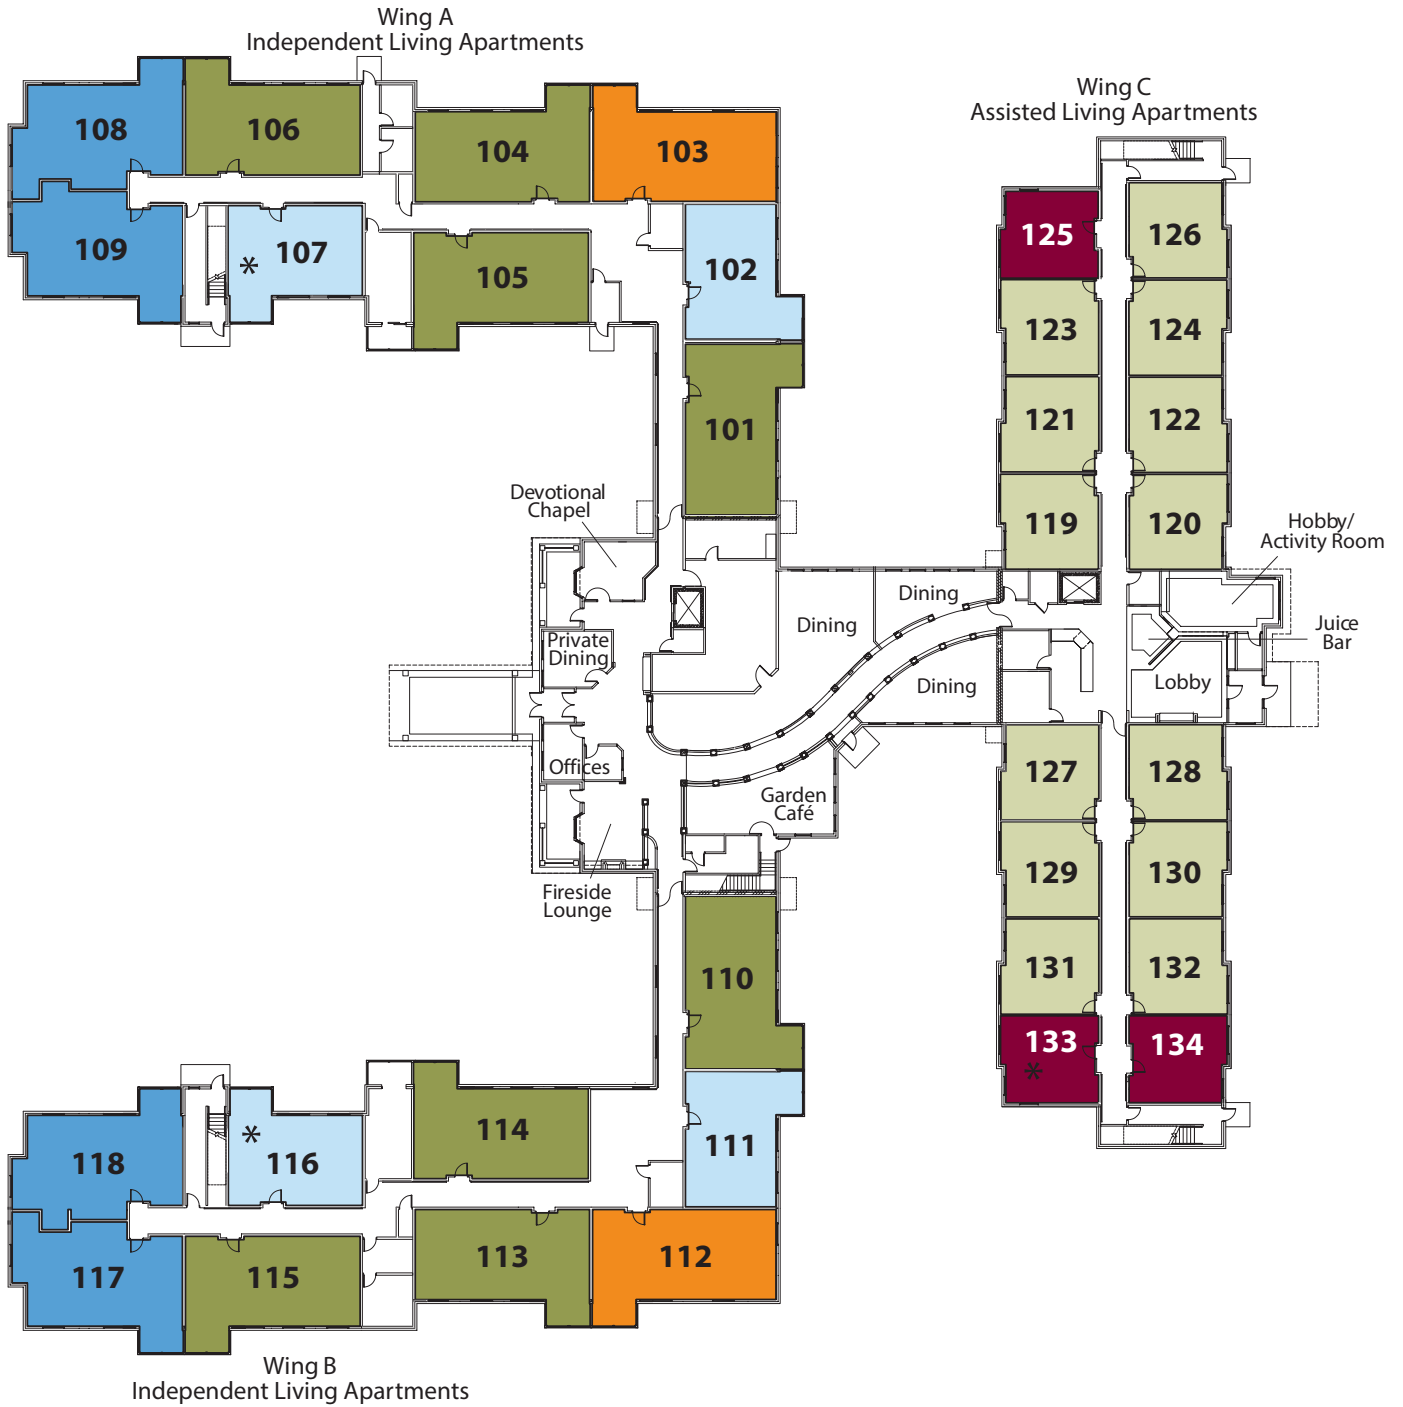 Wing A
Independent Living Apartments
Wing C
Assisted Living Apartments
108
106
104
103
109
* 107
105
102
101
125
126
123
124
121
122
119
120
Devotional
Chapel
Hobby/
Activity Room
Dining
Dining
Juice
Bar
Private
Dining
Dining
Lobby
Offices
Garden
Café
Fireside
Lounge
127
128
129
130
131
132
133
*
134
110
111
114
118
*
116
117
115
113
112
Wing B
Independent Living Apartments